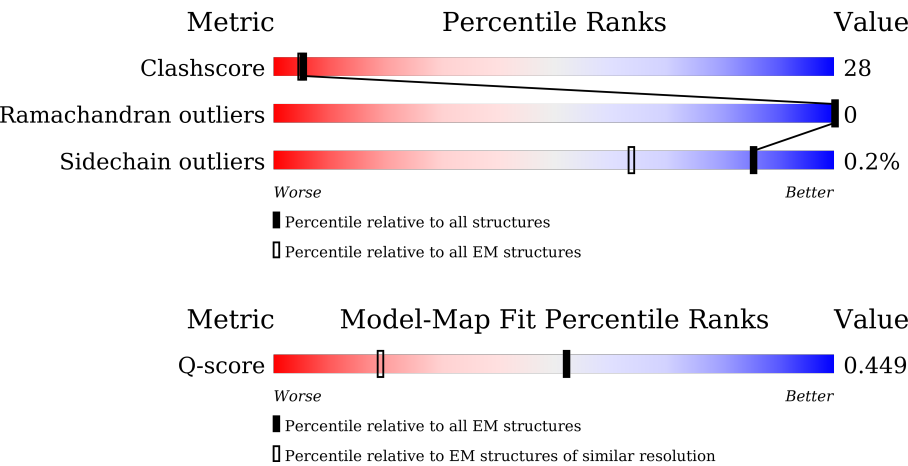 Metric Percentile Ranks Value
Clashscore 28
Ramachandran outliers 0
Sidechain outliers 0.2%
Worse Better
Percentile relative to all structures
Percentile relative to all EM structures
Metric Model-Map Fit Percentile Ranks Value
Q-score 0.449
Worse Better
Percentile relative to all EM structures
Percentile relative to EM structures of similar resolution